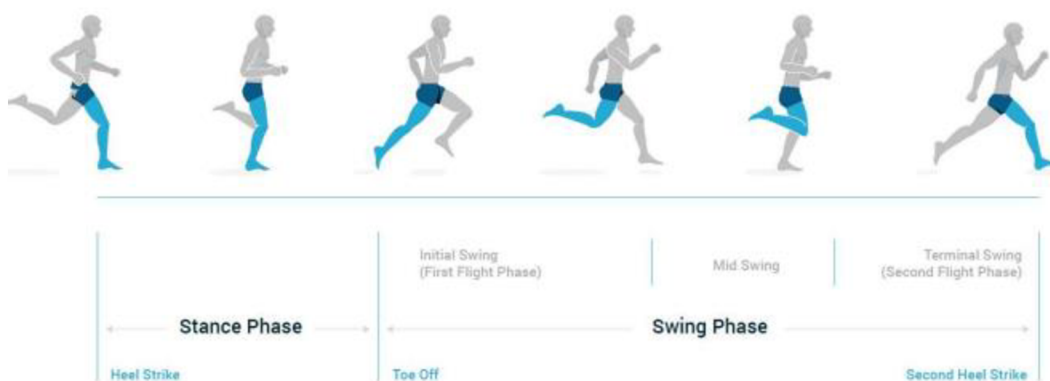 Initial Swing
(First Flight Phase)
Mid Swing
Terminal Swing
(Second Flight Phase)
Stance Phase
Swing Phase
Heel Strike
Toe Off
Second Heel Strike